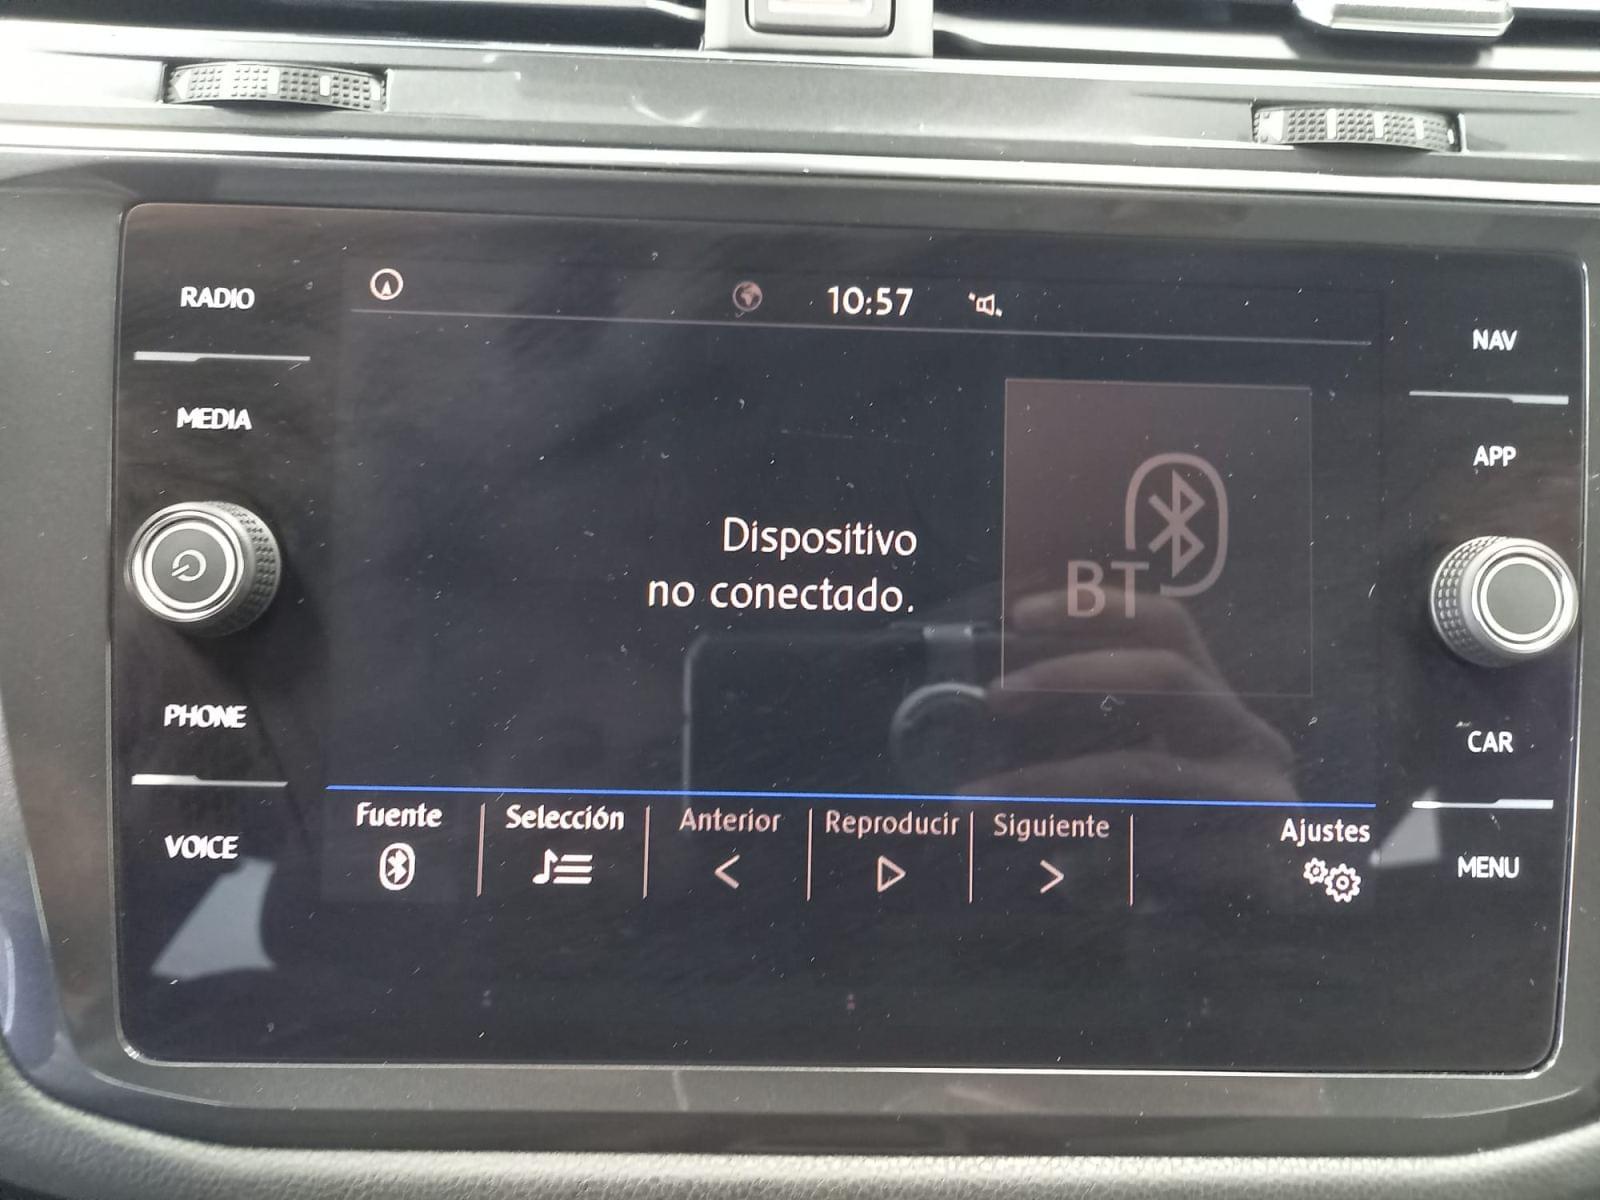 10:57
RADIO
MEDIA
PHONE
VOICE
Dispositivo
no conectado.
BT
Fuente
Selección
Anterior
Reproducir
Siguiente
Ajustes
NAV
APP
CAR
MENU